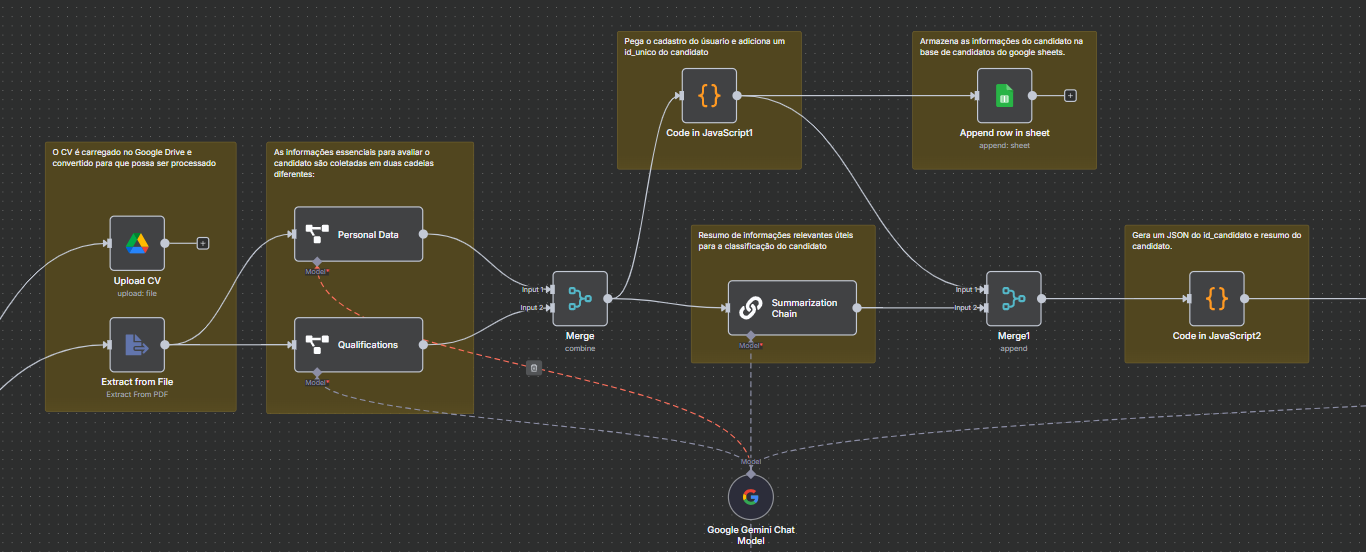 Pega o cadastro do úsuario e adiciona um
id_unico do candidato
Code in JavaScript1
Armazena as informações do candidato na
base de candidatos do google sheets.
Append row in sheet
append: sheet
O CV é carregado no Google Drive e
convertido para que possa ser processado
Upload CV
upload: file
Extract from File
Extract From PDF
As informações essenciais para avaliar o
candidato são coletadas em duas cadeias
diferentes:
Personal Data
Model*
Qualifications
Model*
Input 1
Input 2
Merge
combine
Resumo de informações relevantes úteis
para a classificação do candidato
Summarization
Chain
Model*
Input 1
Input 2
Merge1
append
Gera um JSON do id_candidato e resumo do
candidato.
Code in JavaScript2
Model
Google Gemini Chat
Model